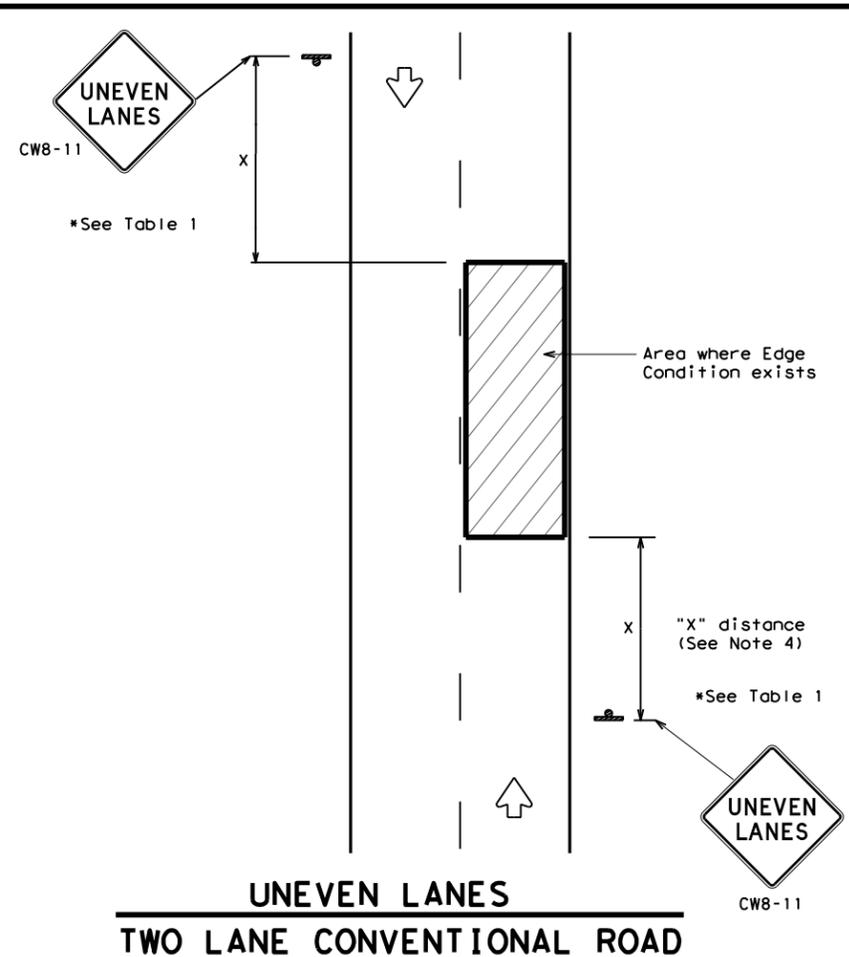 UNEVEN
LANES
CW8-11
X
*See Table 1
Area where Edge
Condition exists
X
"X" distance
(See Note 4)
*See Table 1
UNEVEN
LANES
CW8-11
UNEVEN LANES
TWO LANE CONVENTIONAL ROAD